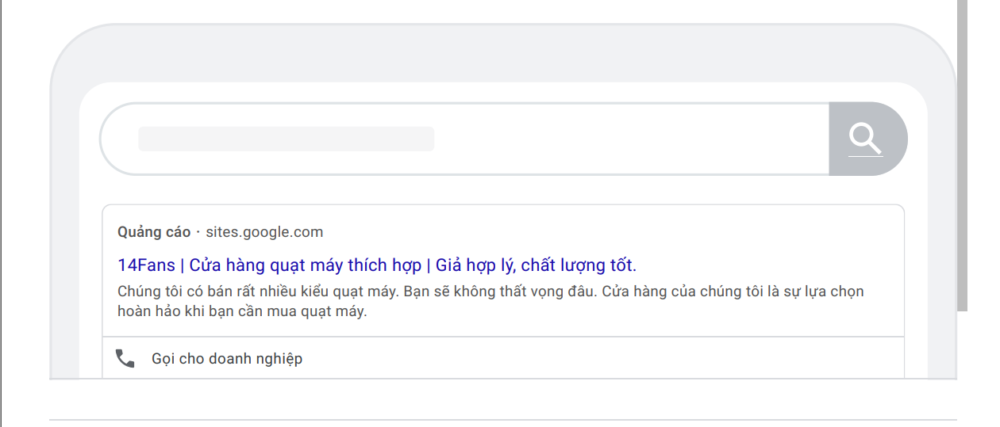 Quảng cáo · sites.google.com
14Fans | Cửa hàng quạt máy thích hợp | Giả hợp lý, chất lượng tốt.
Chúng tôi có bán rất nhiều kiểu quạt máy. Bạn sẽ không thất vọng đâu. Cửa hàng của chúng tôi là sự lựa chọn
hoàn hảo khi bạn cần mua quạt máy.
Gọi cho doanh nghiệp